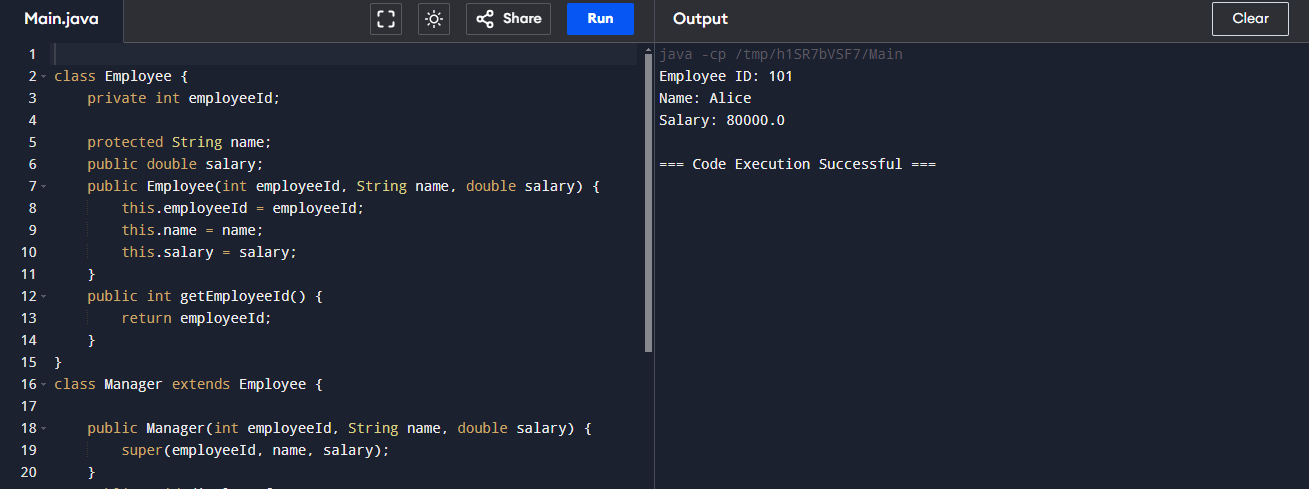 Main.java
Share
Run
Output
Clear
1
2 class Employee {
3     private int employeeId;
4
5     protected String name;
6     public double salary;
7     public Employee(int employeeId, String name, double salary) {
8         this.employeeId = employeeId;
9         this.name = name;
10         this.salary = salary;
11     }
12     public int getEmployeeId() {
13         return employeeId;
14     }
15 }
16 class Manager extends Employee {
17
18     public Manager(int employeeId, String name, double salary) {
19         super(employeeId, name, salary);
20     }
java -cp /tmp/h1SR7bVSF7/Main
Employee ID: 101
Name: Alice
Salary: 80000.0
=== Code Execution Successful ===